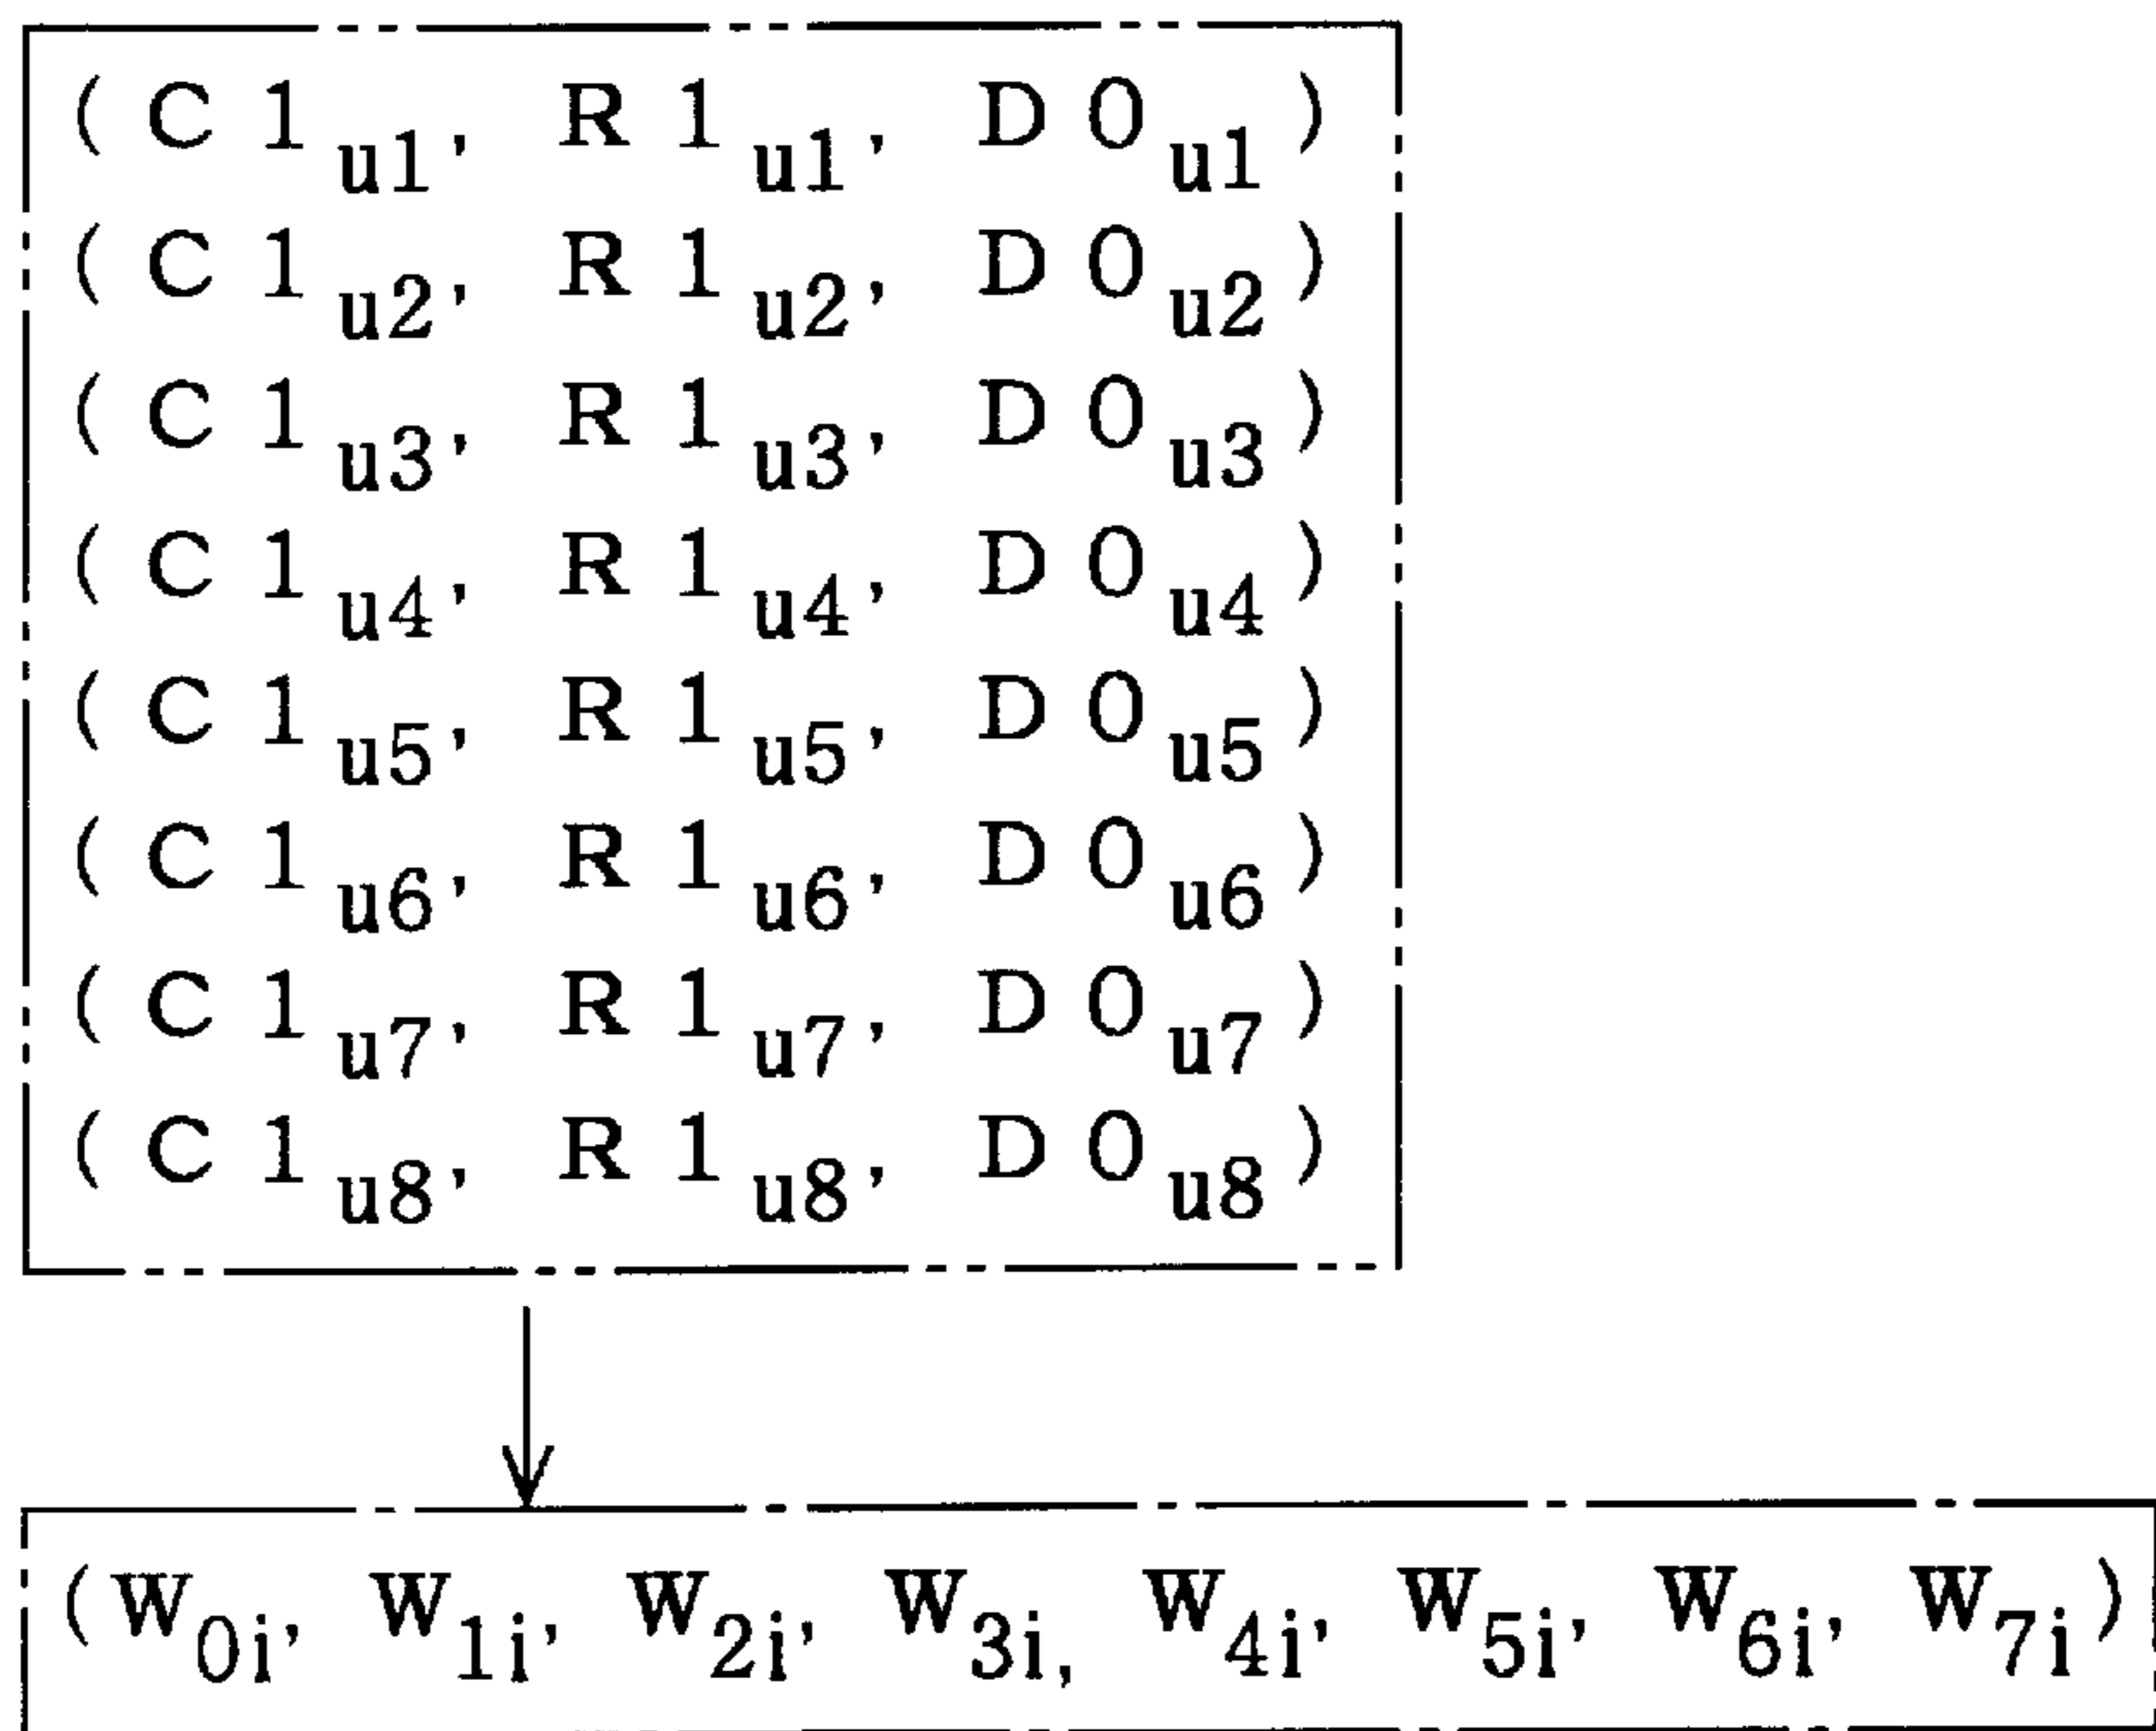 (C1u1, R1u1, D0u1)
(C1u2, R1u2, D0u2)
(C1u3, R1u3, D0u3)
(C1u4, R1u4, D0u4)
(C1u5, R1u5, D0u5)
(C1u6, R1u6, D0u6)
(C1u7, R1u7, D0u7)
(C1u8, R1u8, D0u8)
(W0i, W1i, W2i, W3i, W4i, W5i, W6i, W7i)